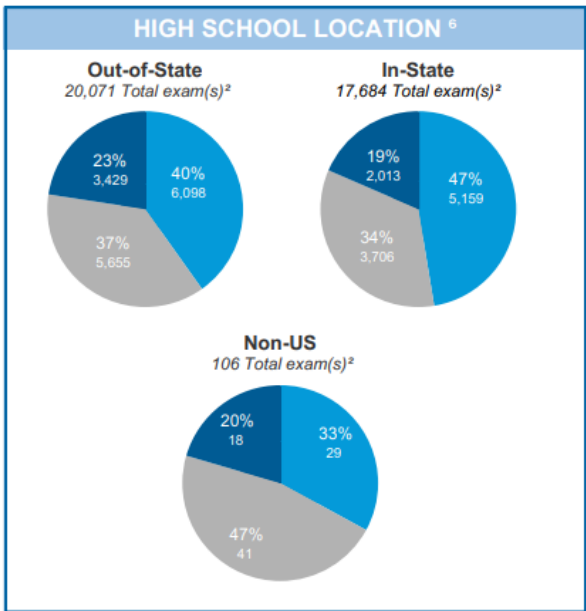 HIGH SCHOOL LOCATION ⁶
Out-of-State
20,071 Total exam(s)²
23%
3,429
40%
6,098
37%
5,655
In-State
17,684 Total exam(s)²
19%
2,013
47%
5,159
34%
3,706
Non-US
106 Total exam(s)²
20%
18
33%
29
47%
41